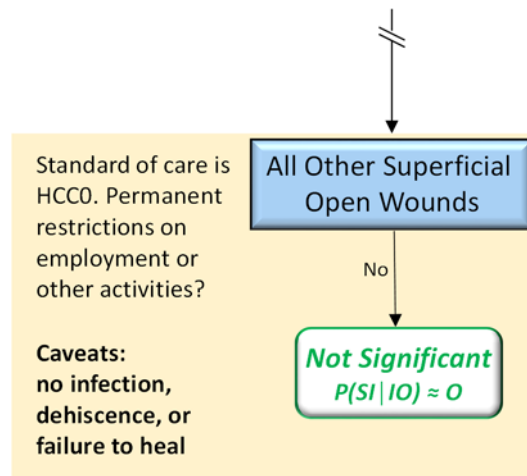 Standard of care is
HCC0. Permanent
restrictions on
employment or
other activities?
Caveats:
no infection,
dehiscence, or
failure to heal
All Other Superficial
Open Wounds
No
Not Significant
P(SI|IO) ≈ O